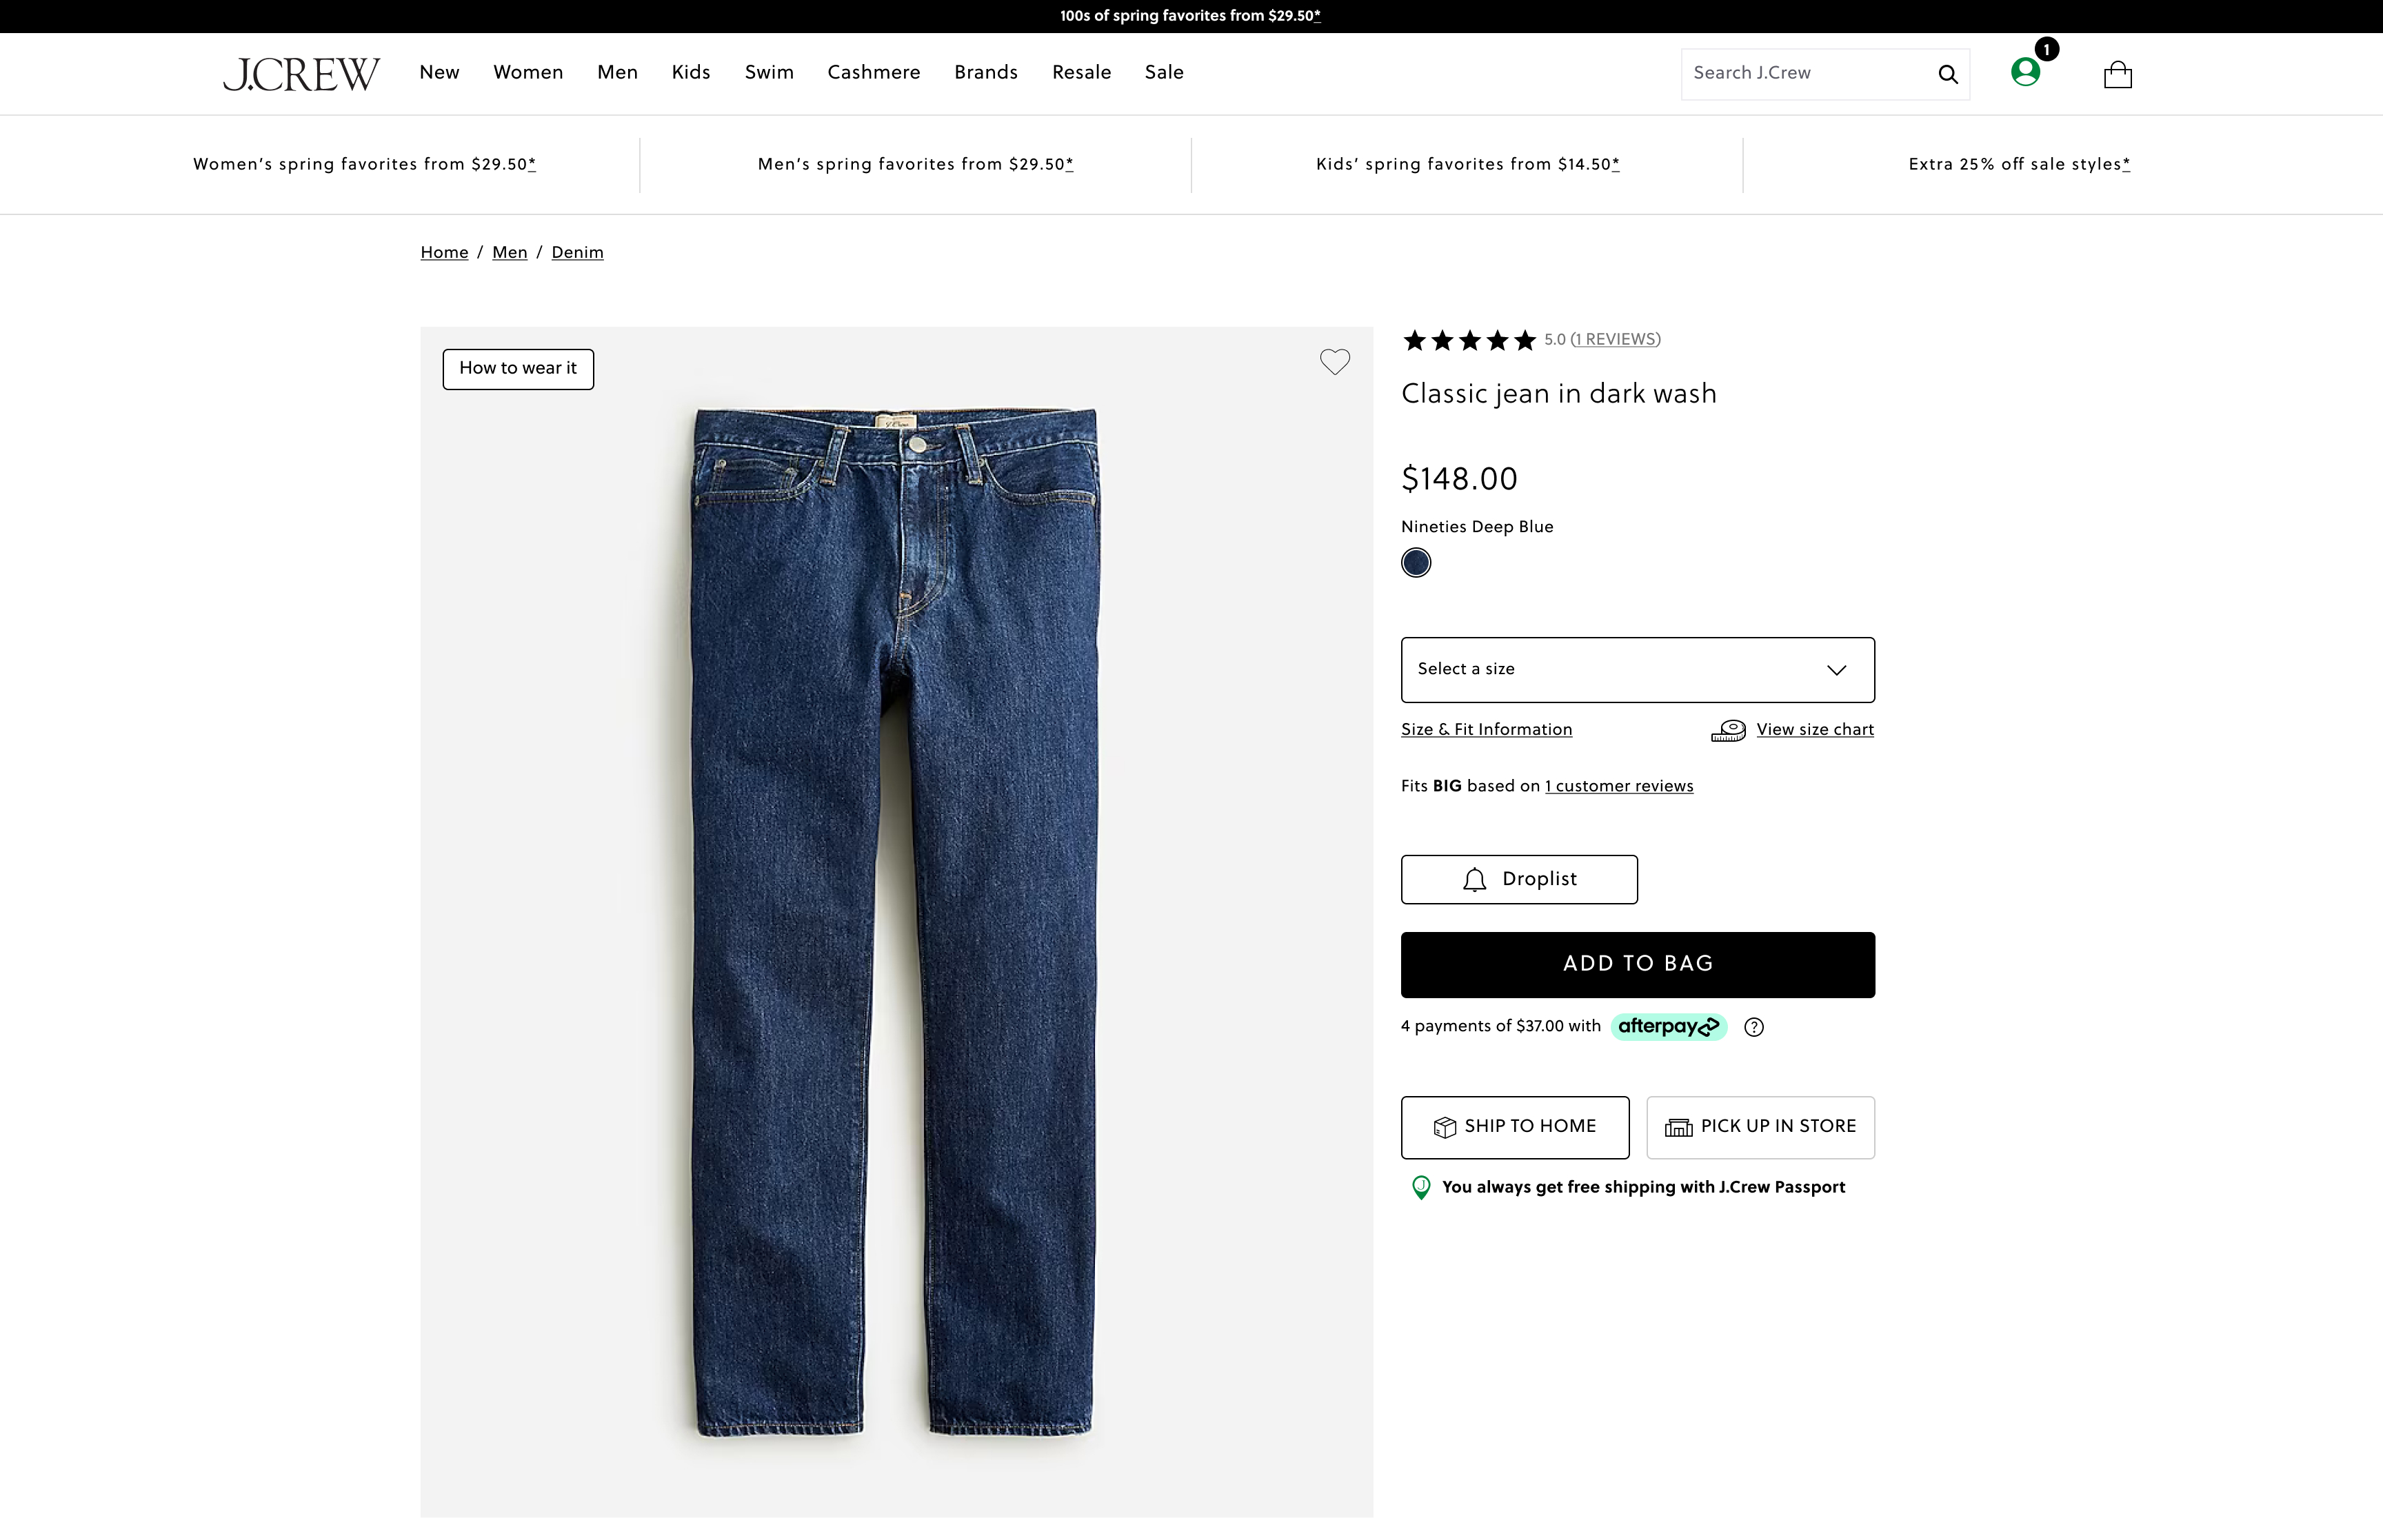 100s of spring favorites from $29.50*
J.CREW New Women Men Kids Swim Cashmere Brands Resale Sale Search J.Crew 1
Women's spring favorites from $29.50* Men's spring favorites from $29.50* Kids' spring favorites from $14.50* Extra 25% off sale styles*
Home / Men / Denim
How to wear it
5.0 (1 REVIEWS)
Classic jean in dark wash
$148.00
Nineties Deep Blue
Select a size
Size & Fit Information View size chart
Fits BIG based on 1 customer reviews
Droplist
ADD TO BAG
4 payments of $37.00 with afterpay ?
SHIP TO HOME PICK UP IN STORE
You always get free shipping with J.Crew Passport